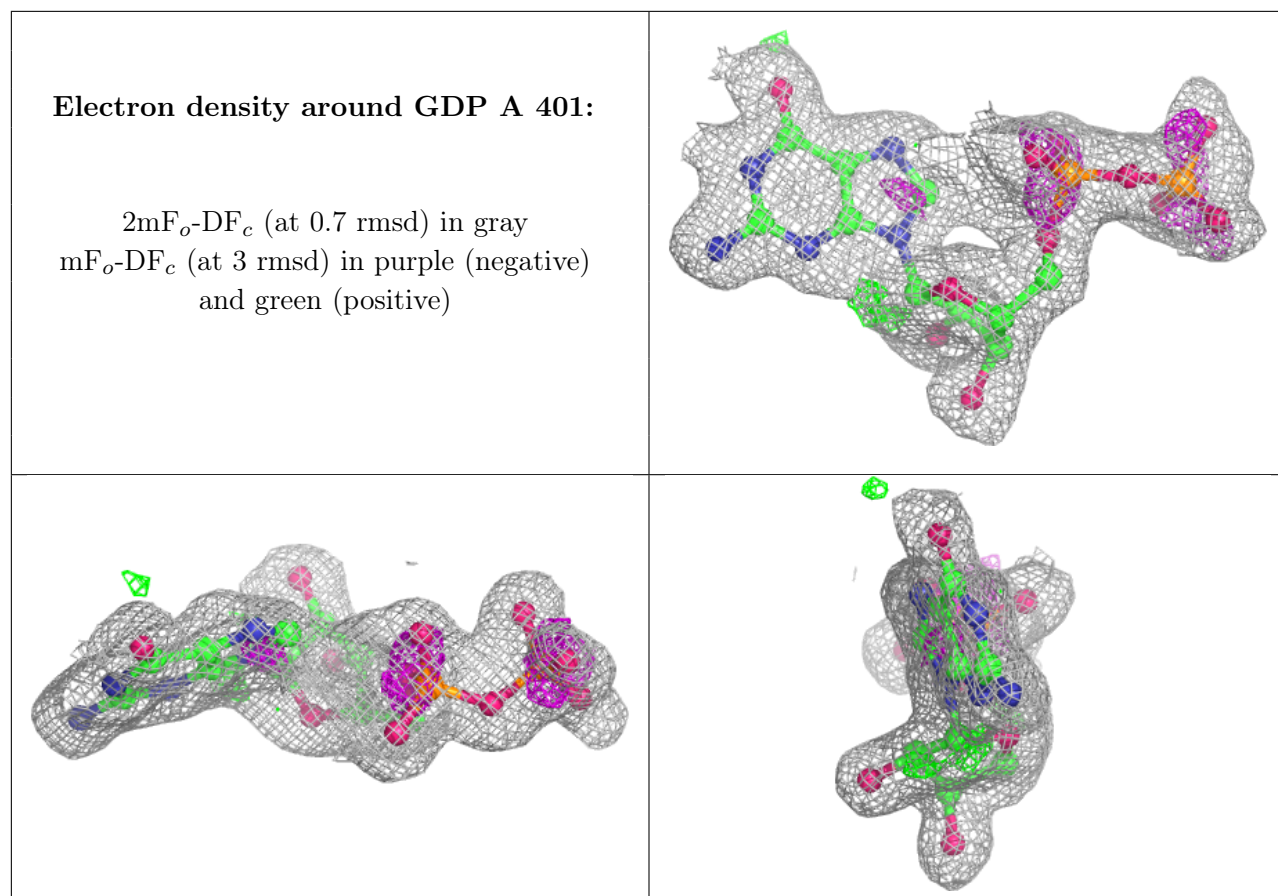 Electron density around GDP A 401:
2mFo-DFc (at 0.7 rmsd) in gray
mFo-DFc (at 3 rmsd) in purple (negative)
and green (positive)